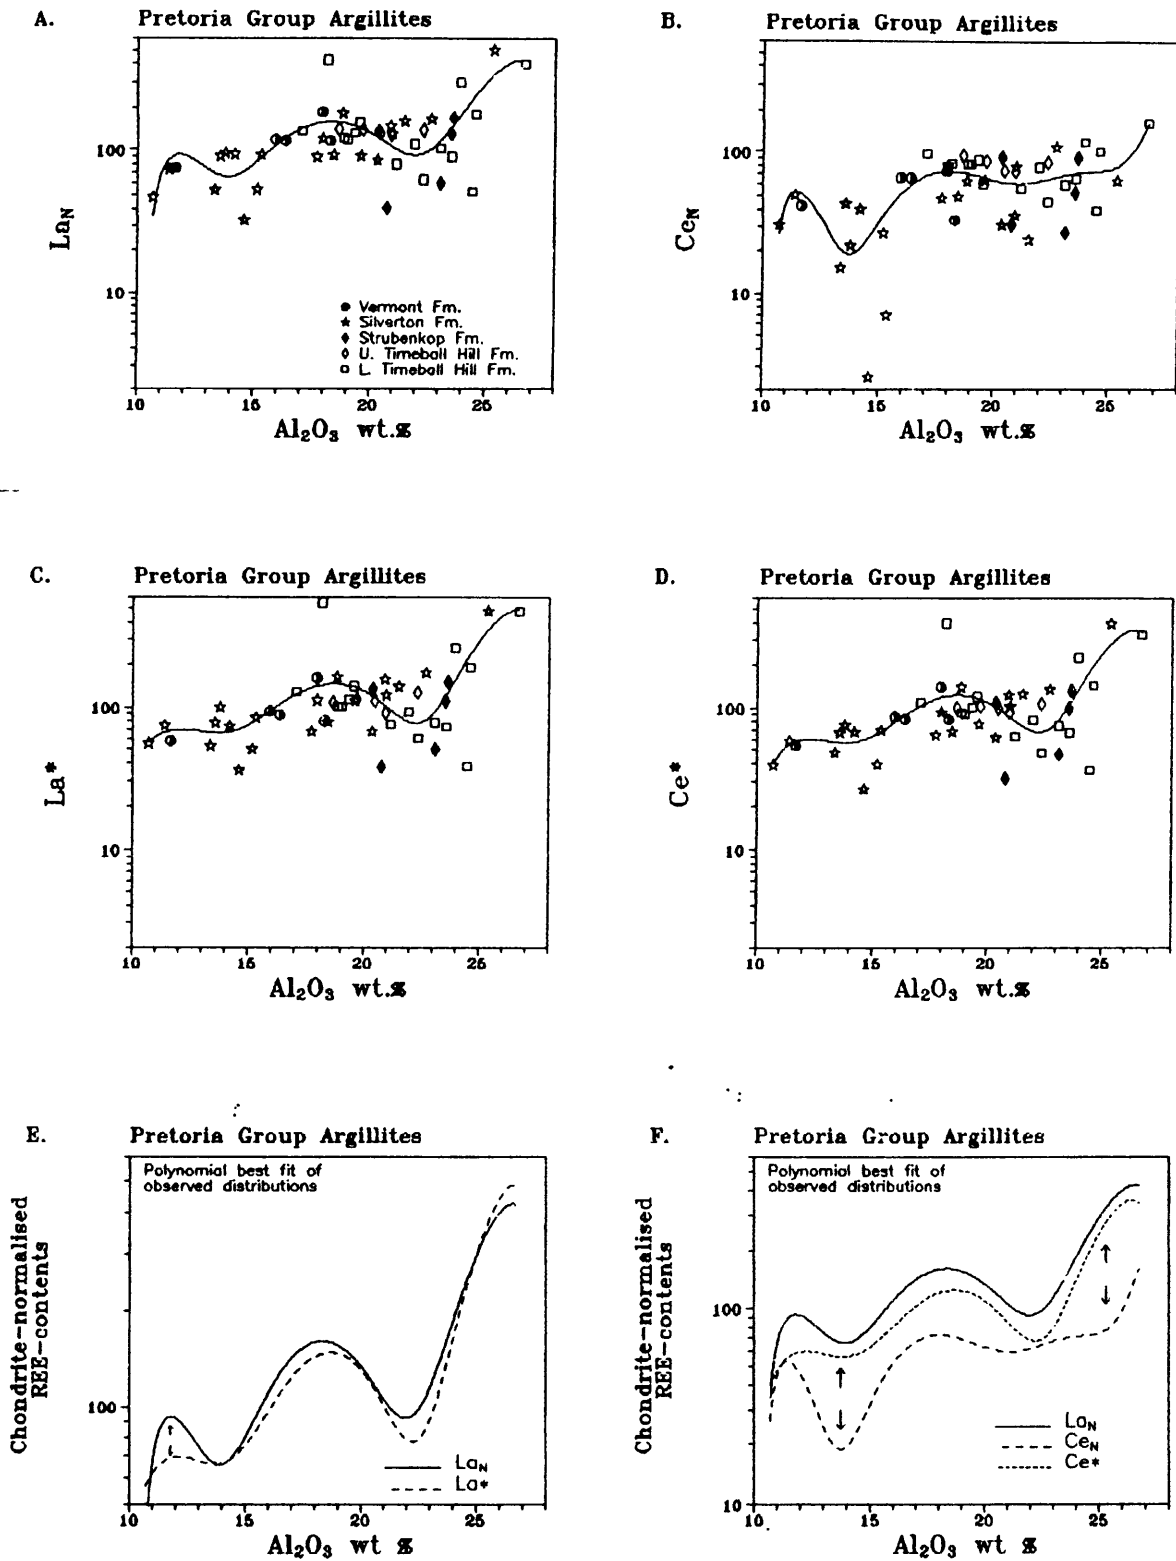 A. Pretoria Group Argillites
100
10
La_N
Vermont Fm.
Silverton Fm.
Strubenkop Fm.
U. Timeball Hill Fm.
L. Timeball Hill Fm.
10 15 20 25
Al₂O₃ wt.%
B. Pretoria Group Argillites
100
10
Ce_N
10 15 20 25
Al₂O₃ wt.%
C. Pretoria Group Argillites
100
10
La*
10 15 20 25
Al₂O₃ wt.%
D. Pretoria Group Argillites
100
10
Ce*
10 15 20 25
Al₂O₃ wt.%
E. Pretoria Group Argillites
Polynomial best fit of
observed distributions
Chondrite-normalised
REE-contents
100
La_N
La*
10 15 20 25
Al₂O₃ wt %
F. Pretoria Group Argillites
Polynomial best fit of
observed distributions
Chondrite-normalised
REE-contents
100
10
La_N
Ce_N
Ce*
10 15 20 25
Al₂O₃ wt %